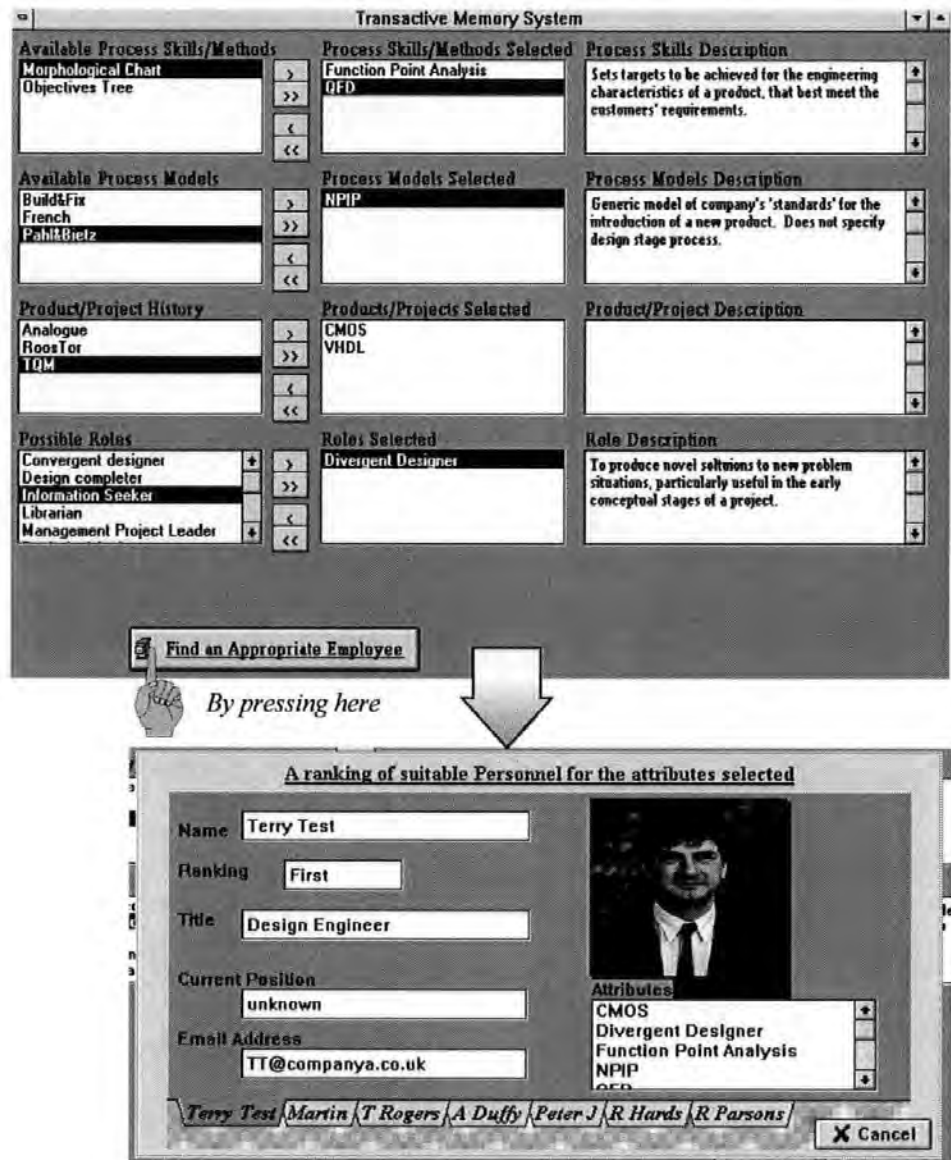 Transactive Memory System
Available Process Skills/Methods
Morphological Chart
Objectives Tree
>
>>
<
<<
Process Skills/Methods Selected
Function Point Analysis
QFD
Process Skills Description
Sets targets to be achieved for the engineering
characteristics of a product, that best meet the
customers' requirements.
Available Process Models
Build&Fix
French
Pahl&Bietz
>
>>
<
<<
Process Models Selected
NPIP
Process Models Description
Generic model of company's 'standards' for the
introduction of a new product. Does not specify
design stage process.
Product/Project History
Analogue
RoosTor
TQM
>
>>
<
<<
Products/Projects Selected
CMOS
VHDL
Product/Project Description
Possible Roles
Convergent designer
Design completer
Information Seeker
Librarian
Management Project Leader
>
>>
<
<<
Roles Selected
Divergent Designer
Role Description
To produce novel soltuions to new problem
situations, particularly useful in the early
conceptual stages of a project.
Find an Appropriate Employee
By pressing here
A ranking of suitable Personnel for the attributes selected
Name Terry Test
Ranking First
Title Design Engineer
Current Position
unknown
Email Address
TT@companya.co.uk
Attributes
CMOS
Divergent Designer
Function Point Analysis
NPIP
QFD
Terry Test Martin T Rogers A Duffy Peter J R Hards R Parsons
X Cancel